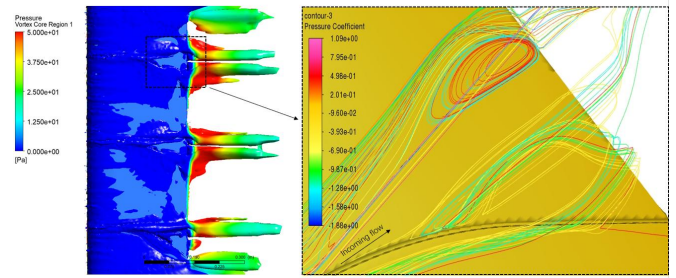 Pressure
Vortex Core Region 1
5.000e+01
3.750e+01
2.500e+01
1.250e+01
0.000e+00
[Pa]
contour-3
Pressure Coefficient
1.09e+00
7.95e-01
4.98e-01
2.01e-01
-9.60e-02
-3.93e-01
-6.90e-01
-9.87e-01
-1.28e+00
-1.58e+00
-1.88e+00
Incoming flow